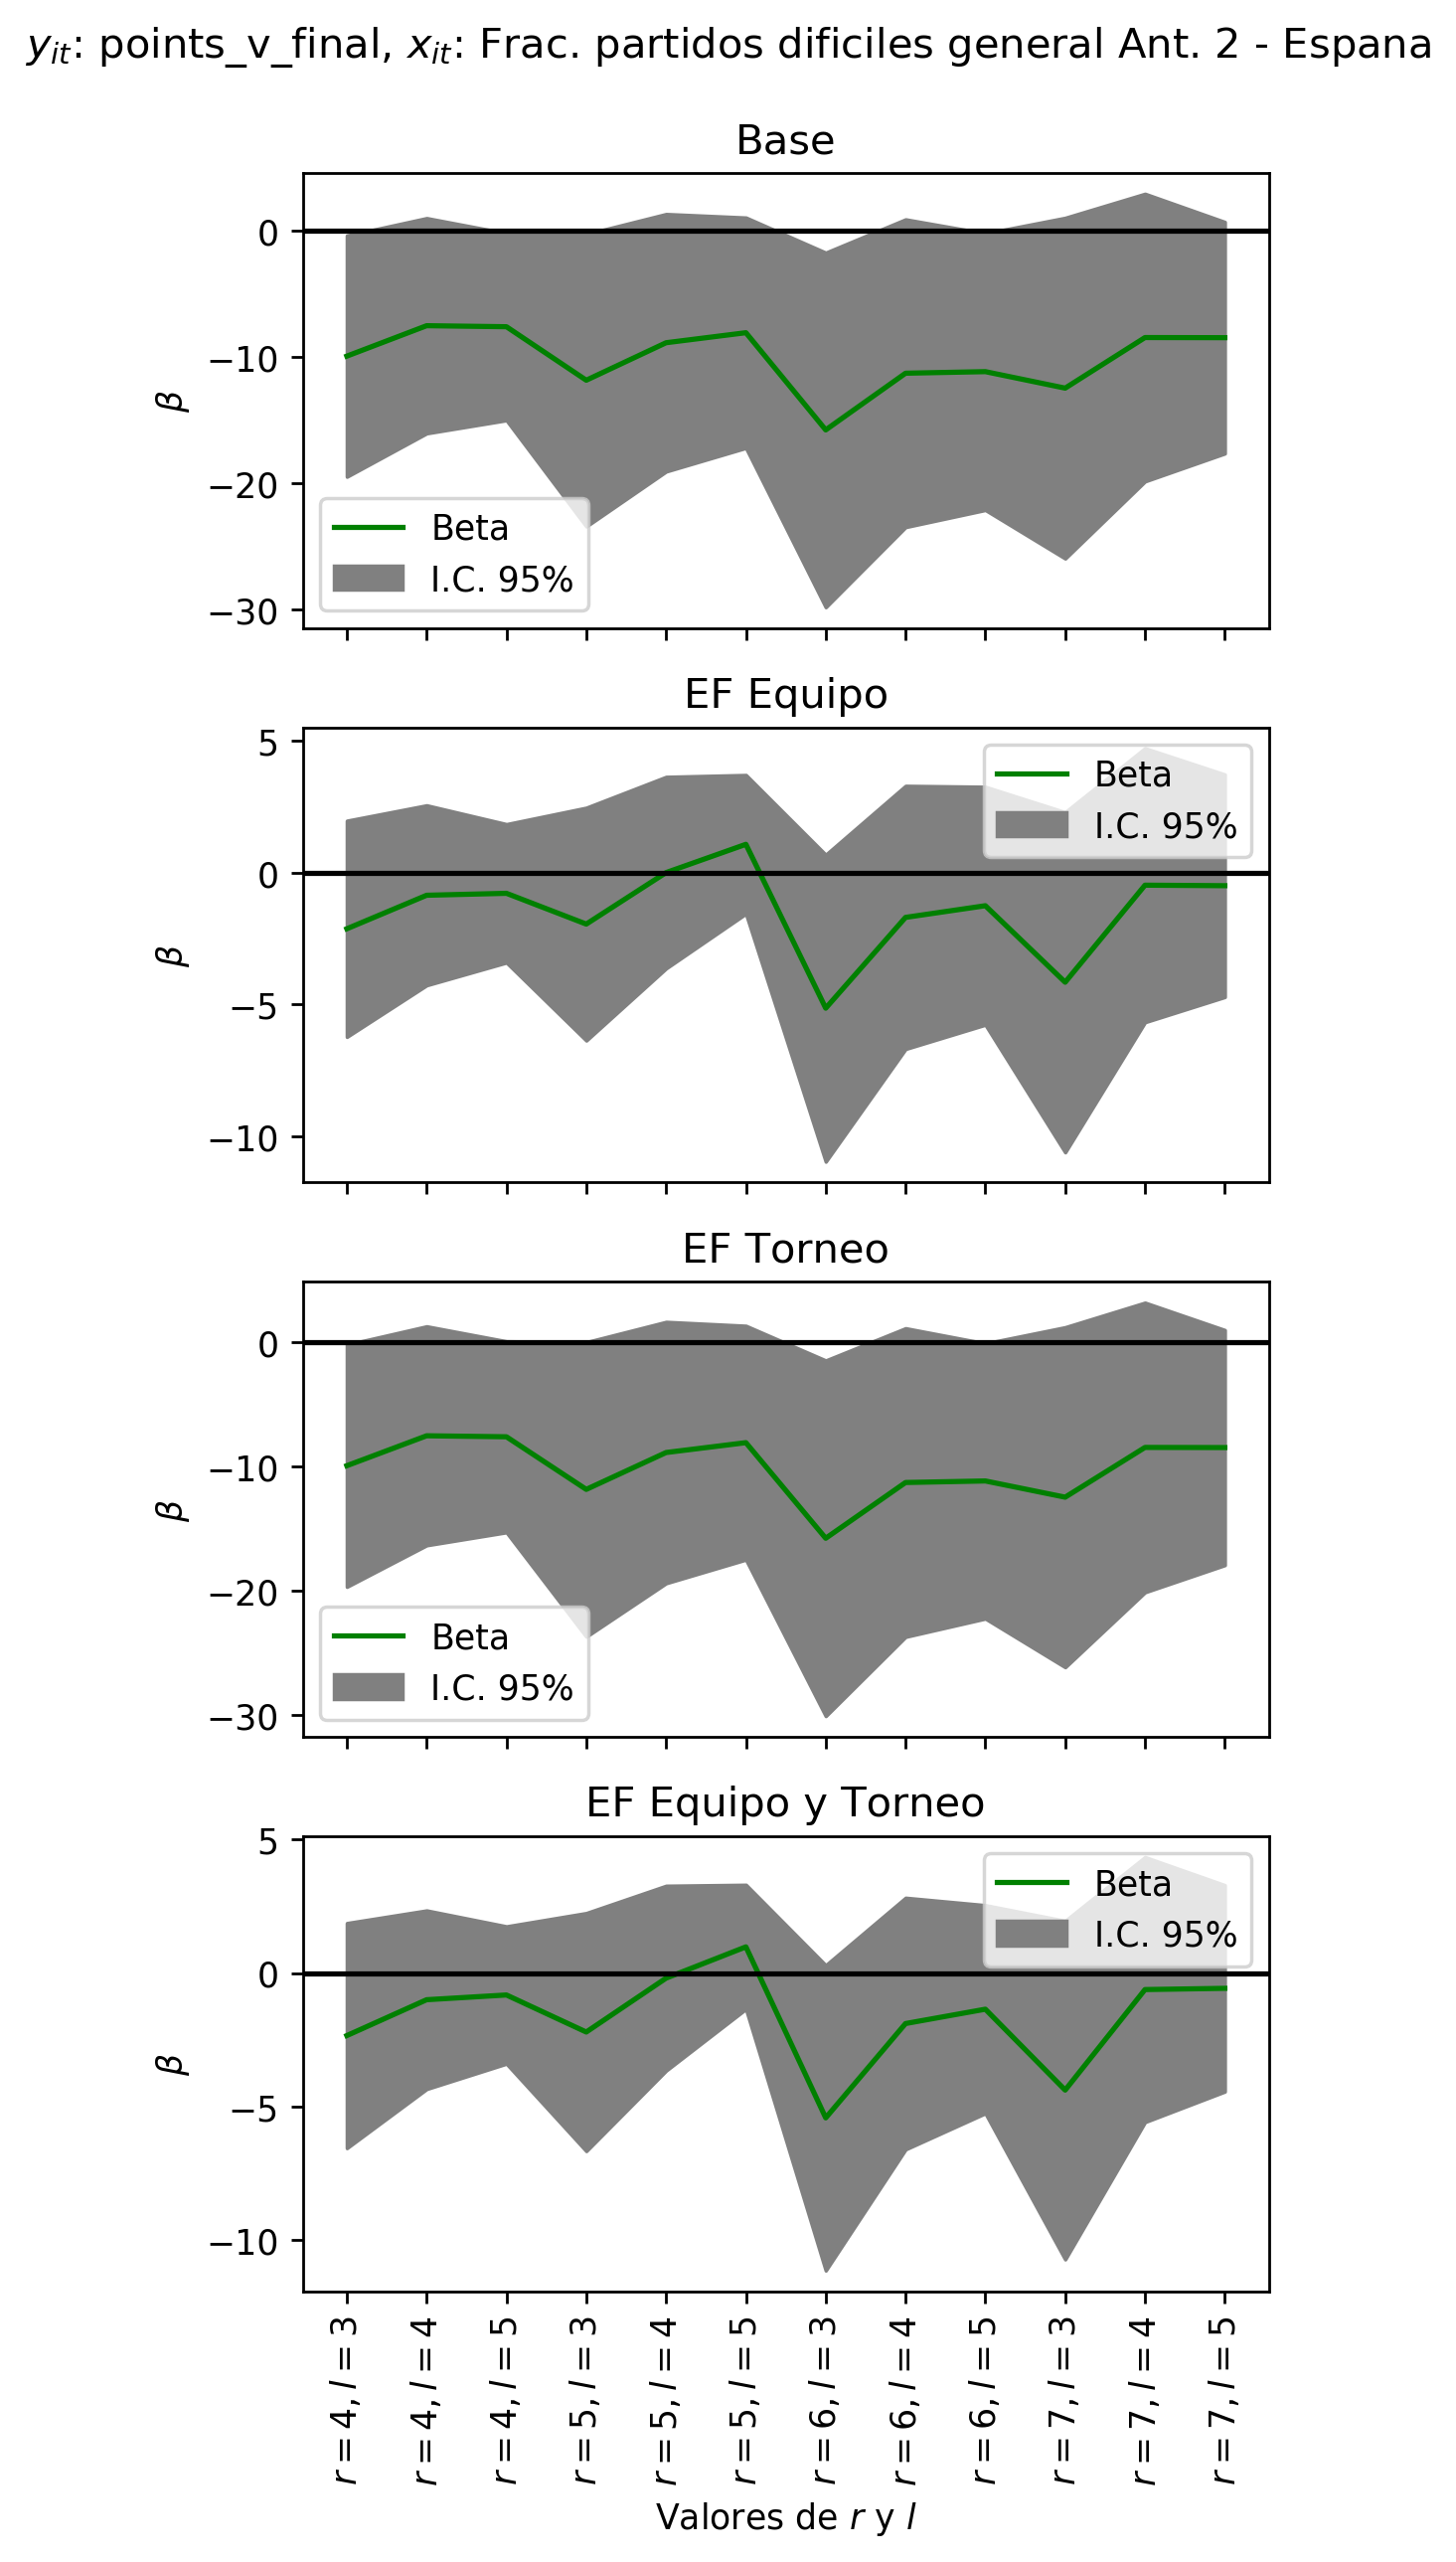 y_it: points_v_final, x_it: Frac. partidos dificiles general Ant. 2 - Espana
Base
0
−10
−20
−30
β
Beta
I.C. 95%
EF Equipo
5
0
−5
−10
β
Beta
I.C. 95%
EF Torneo
0
−10
−20
−30
β
Beta
I.C. 95%
EF Equipo y Torneo
5
0
−5
−10
β
Beta
I.C. 95%
r = 4, l = 3
r = 4, l = 4
r = 4, l = 5
r = 5, l = 3
r = 5, l = 4
r = 5, l = 5
r = 6, l = 3
r = 6, l = 4
r = 6, l = 5
r = 7, l = 3
r = 7, l = 4
r = 7, l = 5
Valores de r y l